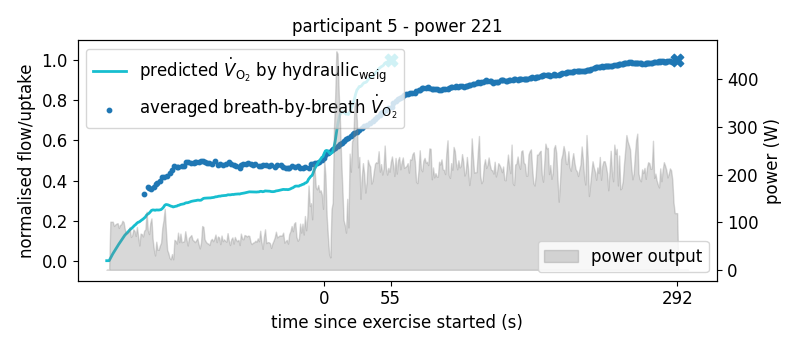 participant 5 - power 221
normalised flow/uptake
1.0
0.8
0.6
0.4
0.2
0.0
predicted V̇O₂ by hydraulicweig
averaged breath-by-breath V̇O₂
power output
400
300
200
100
0
power (W)
0 55 292
time since exercise started (s)